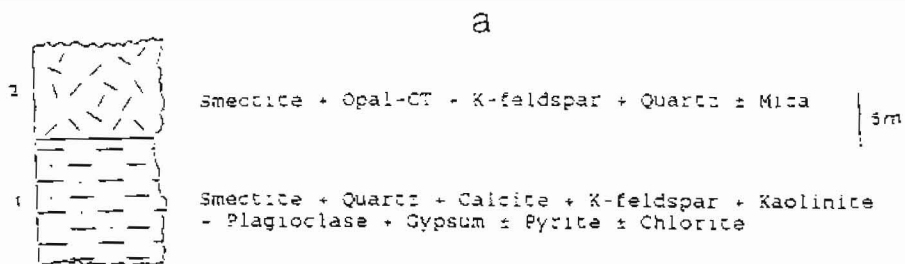 a
2 Smectite + Opal-CT - K-feldspar + Quartz ± Mica
5m
1 Smectite + Quartz + Calcite + K-feldspar + Kaolinite
- Plagioclase + Gypsum ± Pyrite ± Chlorite